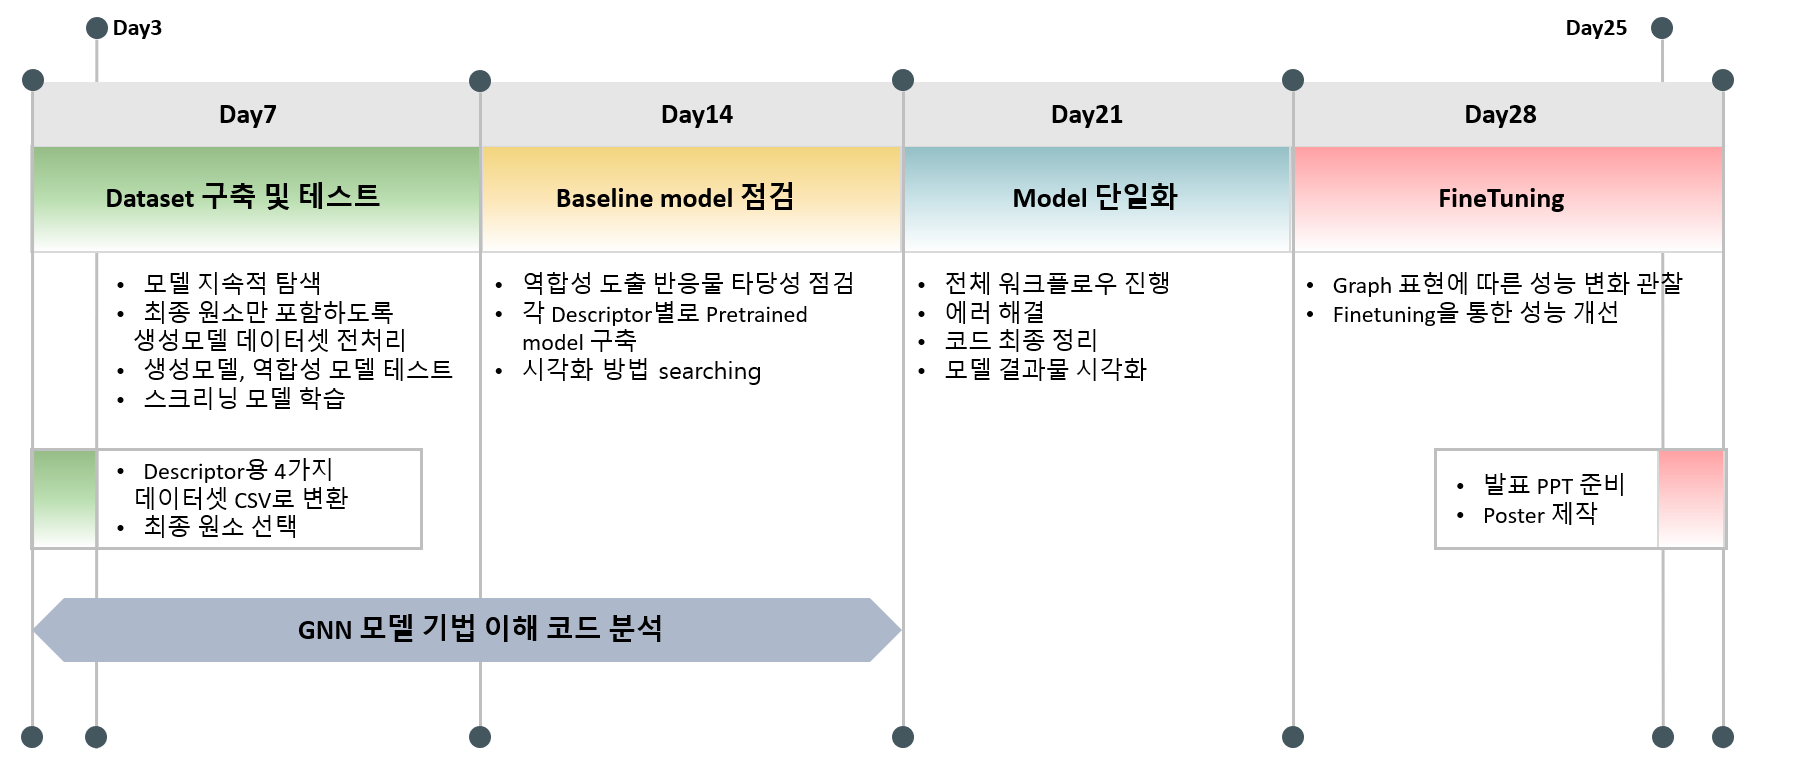 Day3
Day25
Day7
Day14
Day21
Day28
Dataset 구축 및 테스트
Baseline model 점검
Model 단일화
FineTuning
• 모델 지속적 탐색
• 최종 원소만 포함하도록
생성모델 데이터셋 전처리
• 생성모델, 역합성 모델 테스트
• 스크리닝 모델 학습
• 역합성 도출 반응물 타당성 점검
• 각 Descriptor별로 Pretrained
model 구축
• 시각화 방법 searching
• 전체 워크플로우 진행
• 에러 해결
• 코드 최종 정리
• 모델 결과물 시각화
• Graph 표현에 따른 성능 변화 관찰
• Finetuning을 통한 성능 개선
• Descriptor용 4가지
데이터셋 CSV로 변환
• 최종 원소 선택
• 발표 PPT 준비
• Poster 제작
GNN 모델 기법 이해 코드 분석